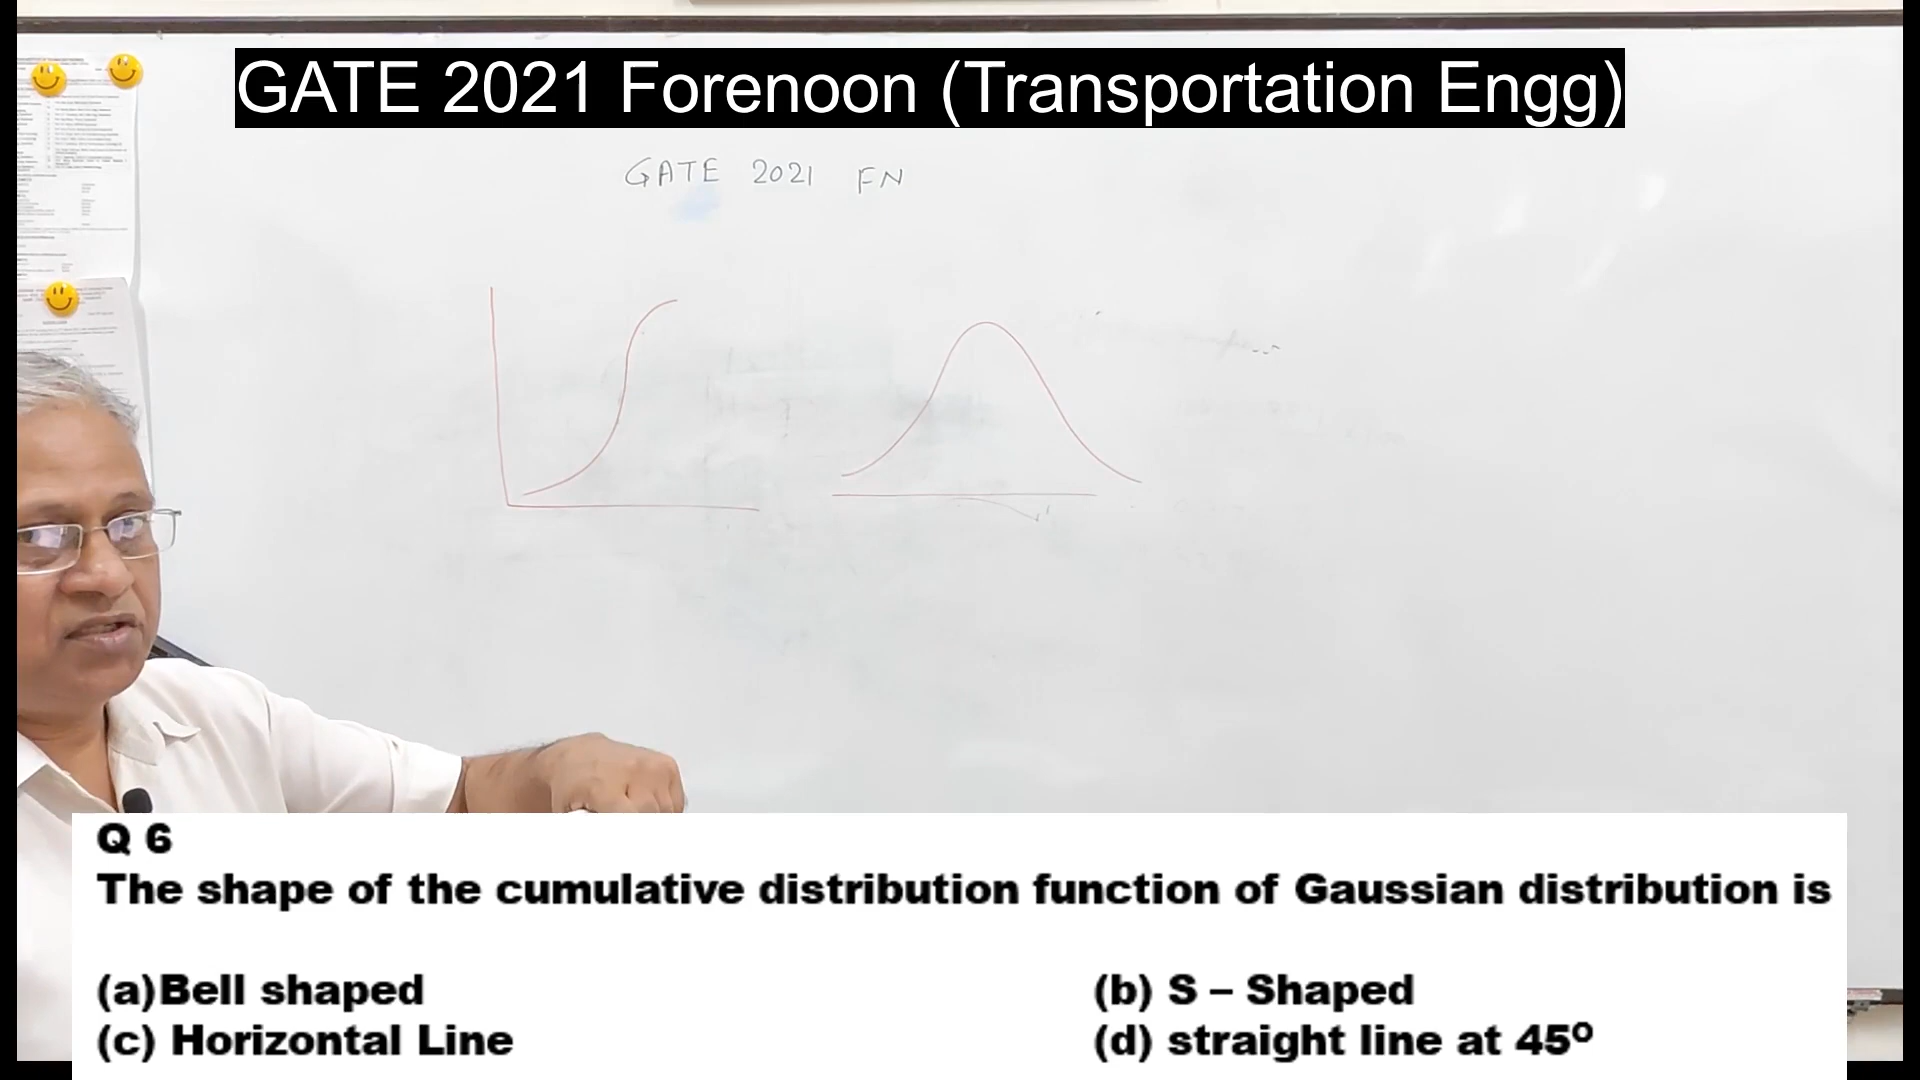 GATE 2021 Forenoon (Transportation Engg)
GATE 2021 FN
Q 6
The shape of the cumulative distribution function of Gaussian distribution is
(a)Bell shaped
(b) S – Shaped
(c) Horizontal Line
(d) straight line at 45º